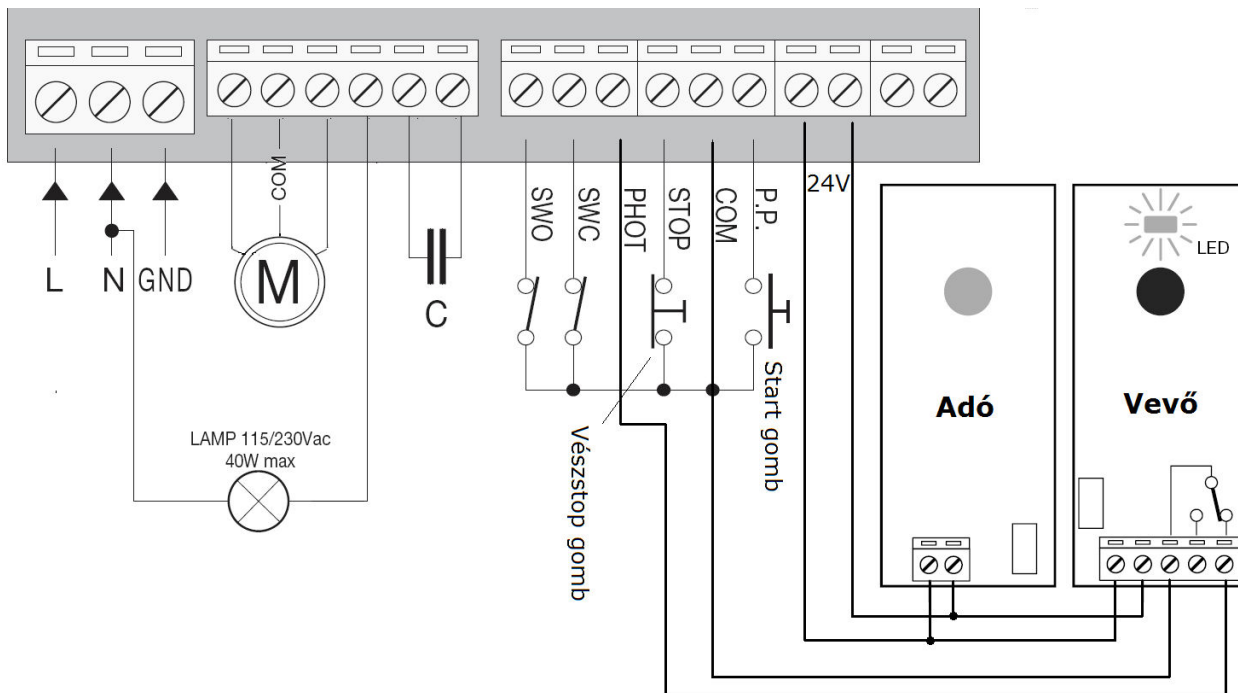 COM
L
N
GND
M
C
SWO
SWC
PHOT
STOP
COM
P.P.
24V
LED
Adó
Vevő
Vészstop gomb
Start gomb
LAMP 115/230Vac
40W max